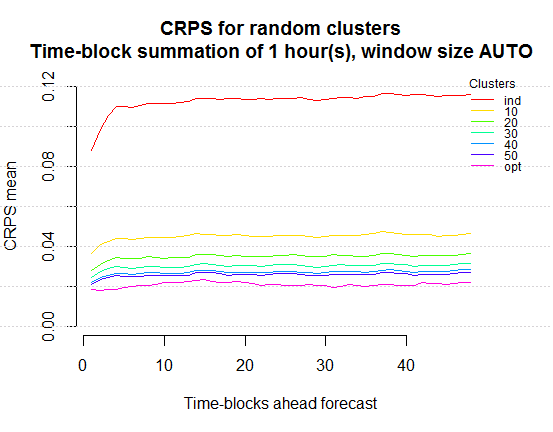 CRPS for random clusters
Time-block summation of 1 hour(s), window size AUTO
Clusters
ind
10
20
30
40
50
opt
CRPS mean
0.12
0.08
0.04
0.00
0
10
20
30
40
Time-blocks ahead forecast